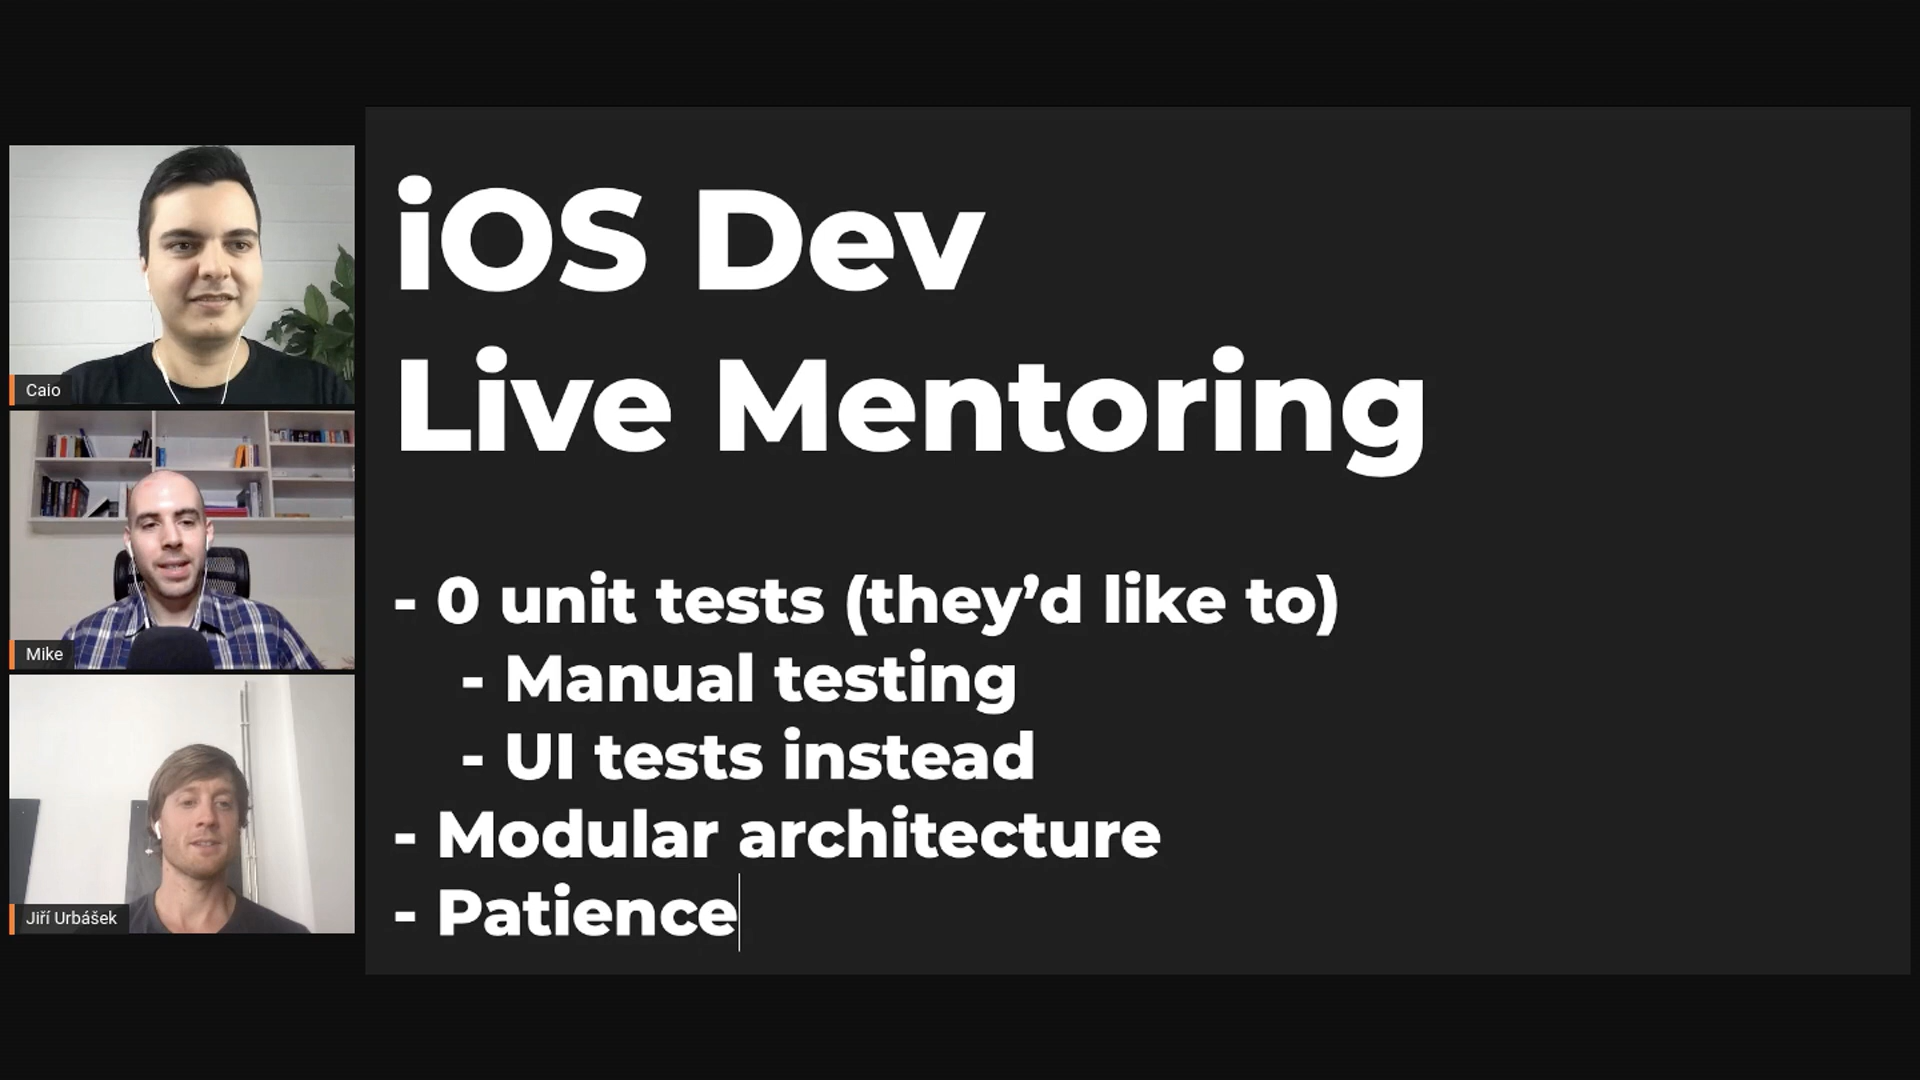 iOS Dev
Live Mentoring
- 0 unit tests (they’d like to)
- Manual testing
- UI tests instead
- Modular architecture
- Patience
Caio
Mike
Jiří Urbášek